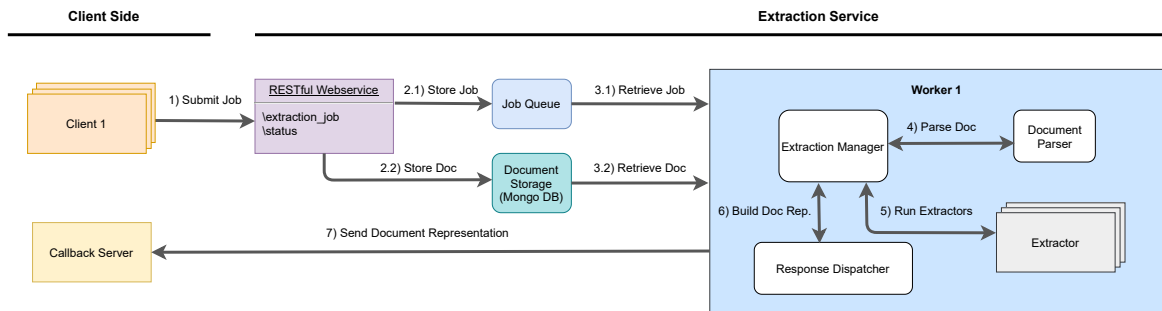 Client Side
Extraction Service
Client 1
1) Submit Job
RESTful Webservice
\extraction_job
\status
2.1) Store Job
Job Queue
3.1) Retrieve Job
2.2) Store Doc
Document
Storage
(Mongo DB)
3.2) Retrieve Doc
Worker 1
Extraction Manager
4) Parse Doc
Document
Parser
6) Build Doc Rep.
5) Run Extractors
Extractor
Response Dispatcher
7) Send Document Representation
Callback Server